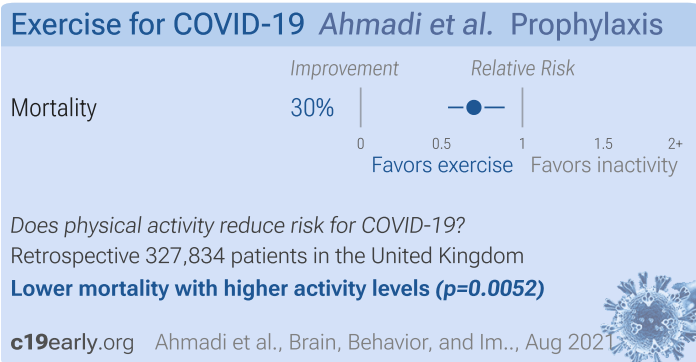 Exercise for COVID-19 Ahmadi et al. Prophylaxis
Improvement Relative Risk
Mortality 30%
0 0.5 1 1.5 2+
Favors exercise Favors inactivity
Does physical activity reduce risk for COVID-19?
Retrospective 327,834 patients in the United Kingdom
Lower mortality with higher activity levels (p=0.0052)
c19early.org Ahmadi et al., Brain, Behavior, and Im.., Aug 2021